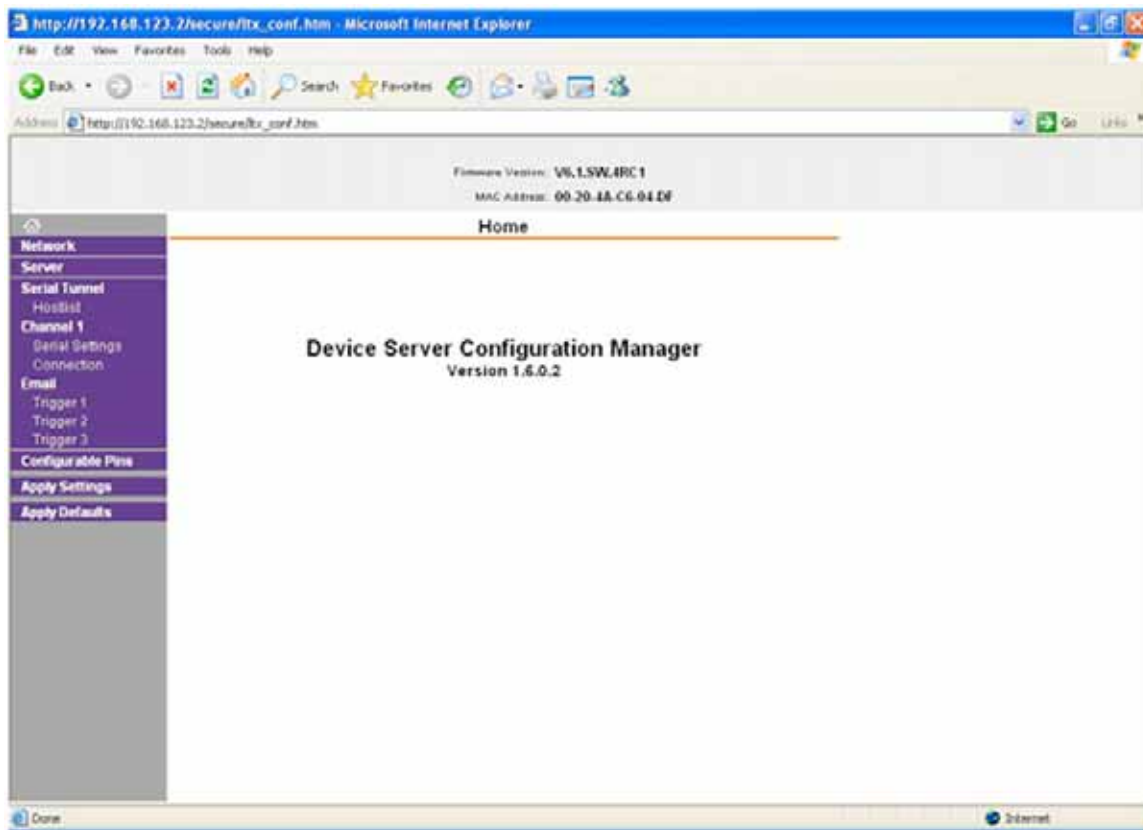 http://192.168.123.2/secure/ltx_conf.htm - Microsoft Internet Explorer
File Edit View Favorites Tools Help
Back Search Favorites
Address http://192.168.123.2/secure/ltx_conf.htm Go Links
Firmware Version: V6.1.SW.4RC1
MAC Address: 00-20-4A-C6-04-DF
Home
Network
Server
Serial Tunnel
Hostlist
Channel 1
Serial Settings
Connection
Email
Trigger 1
Trigger 2
Trigger 3
Configurable Pins
Apply Settings
Apply Defaults
Device Server Configuration Manager
Version 1.6.0.2
Done Internet